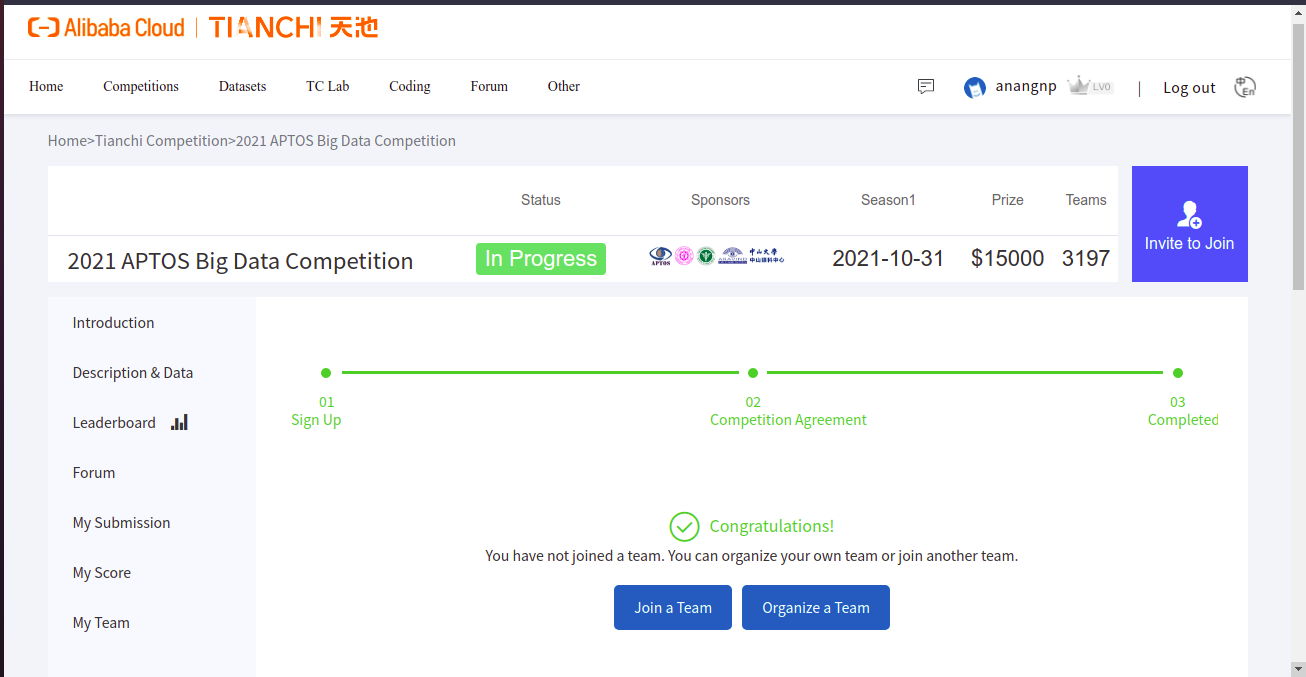 Alibaba Cloud | TIANCHI 天池
Home Competitions Datasets TC Lab Coding Forum Other anangnp LV0 | Log out 中 En
Home>Tianchi Competition>2021 APTOS Big Data Competition
Status Sponsors Season1 Prize Teams
2021 APTOS Big Data Competition In Progress APTOS 中山大學 中山眼科中心 2021-10-31 $15000 3197
Invite to Join
Introduction
Description & Data
Leaderboard
Forum
My Submission
My Score
My Team
01
Sign Up
02
Competition Agreement
03
Completed
Congratulations!
You have not joined a team. You can organize your own team or join another team.
Join a Team Organize a Team